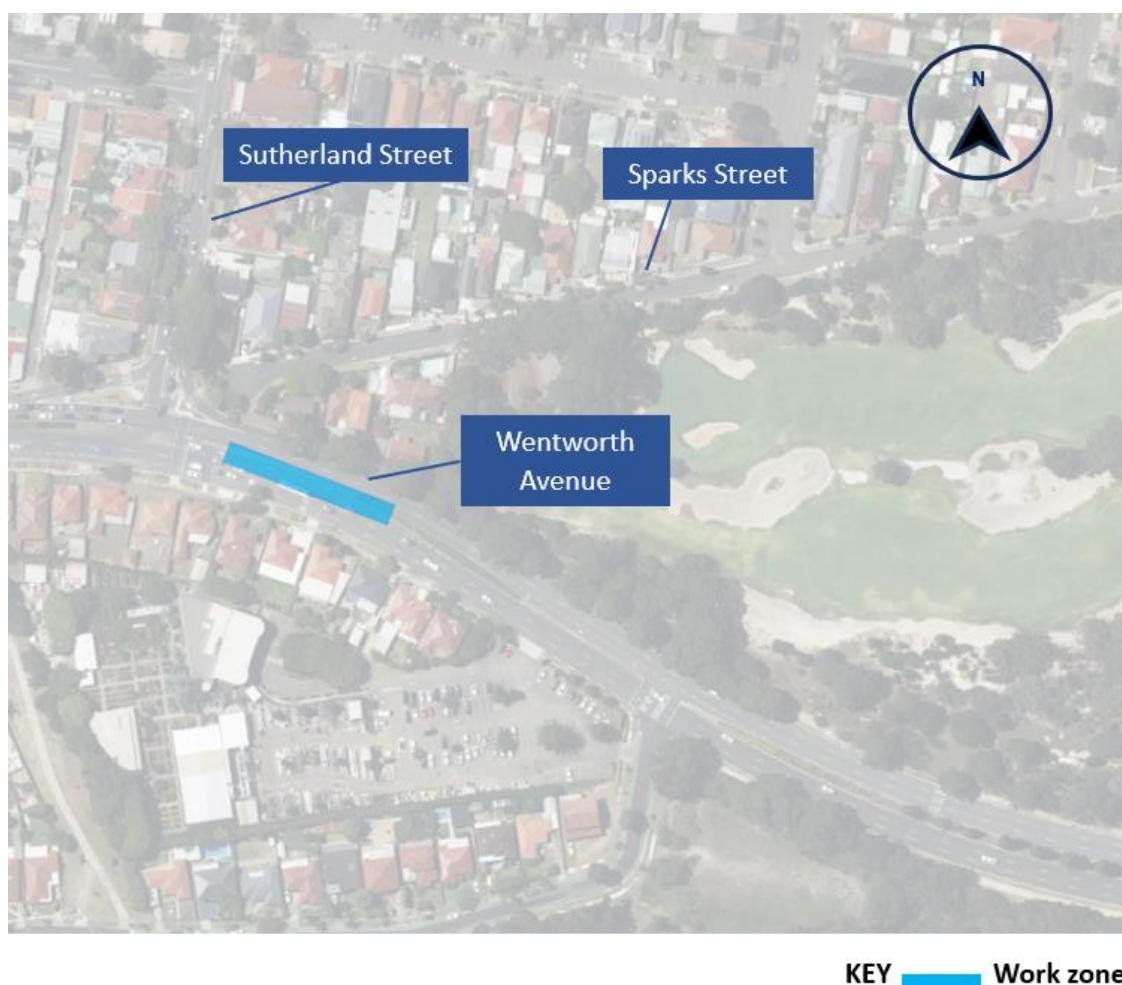 N
Sutherland Street
Sparks Street
Wentworth
Avenue
KEY
Work zone